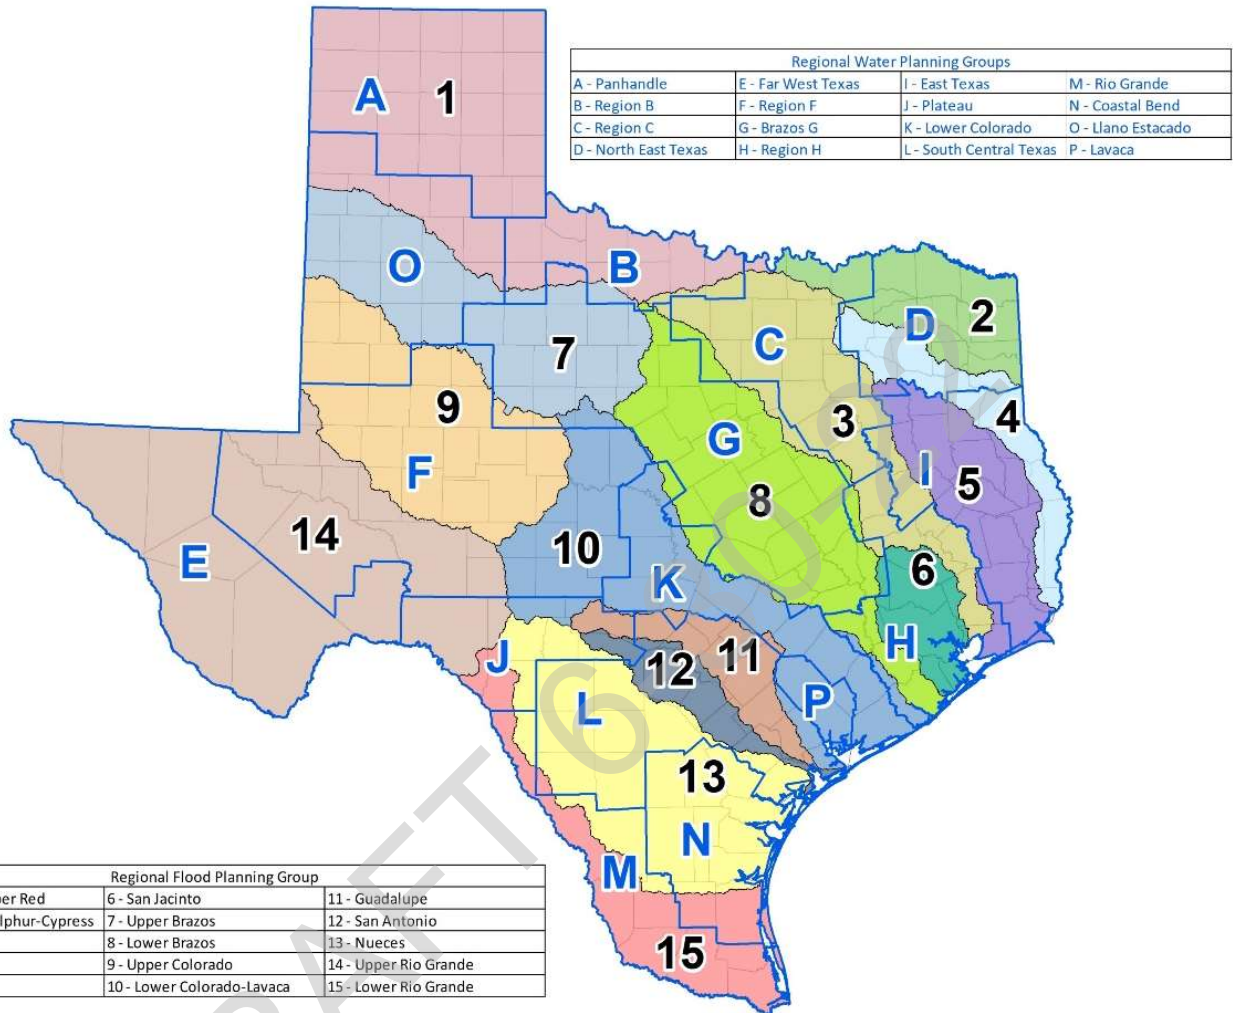 Regional Water Planning Groups
A - Panhandle E - Far West Texas I - East Texas M - Rio Grande
B - Region B F - Region F J - Plateau N - Coastal Bend
C - Region C G - Brazos G K - Lower Colorado O - Llano Estacado
D - North East Texas H - Region H L - South Central Texas P - Lavaca
A 1
O B
D 2
C
7
9 3 4
G
F I 5
8
14 10
E K 6
H
J 12 11
L P
13
N
M
15
Regional Flood Planning Group
er Red 6 - San Jacinto 11 - Guadalupe
lphur-Cypress 7 - Upper Brazos 12 - San Antonio
8 - Lower Brazos 13 - Nueces
9 - Upper Colorado 14 - Upper Rio Grande
10 - Lower Colorado-Lavaca 15 - Lower Rio Grande